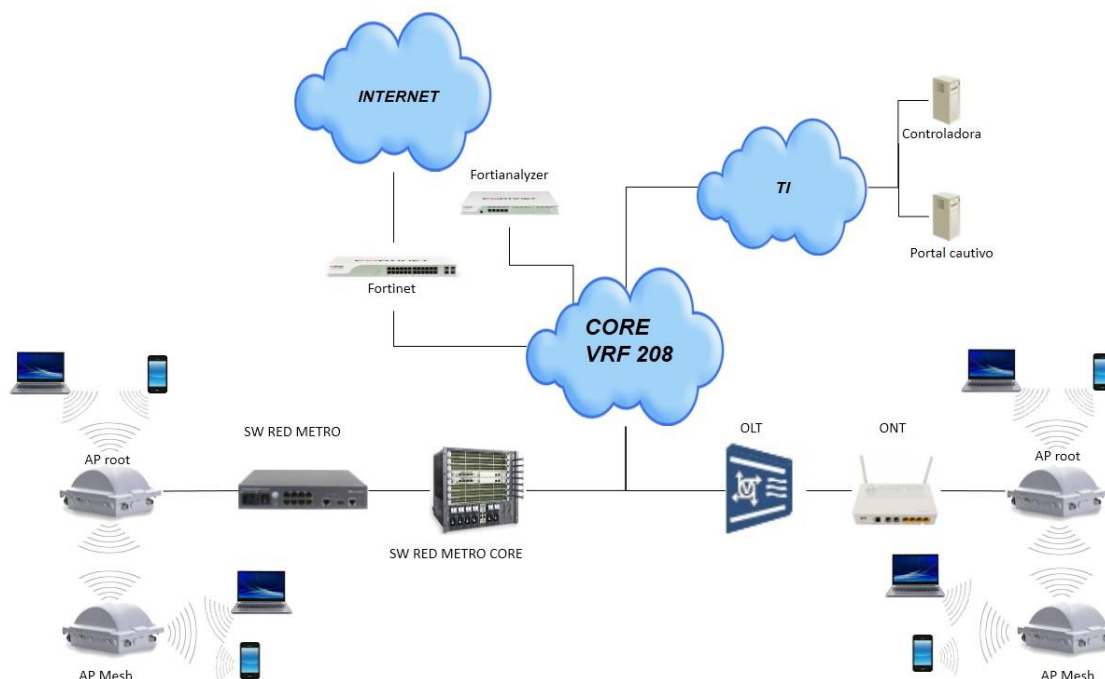 INTERNET
Controladora
Fortianalyzer
TI
Portal cautivo
FORTINET
Fortinet
CORE
VRF 208
SW RED METRO
OLT
ONT
AP root
AP root
SW RED METRO CORE
AP Mesh
AP Mesh